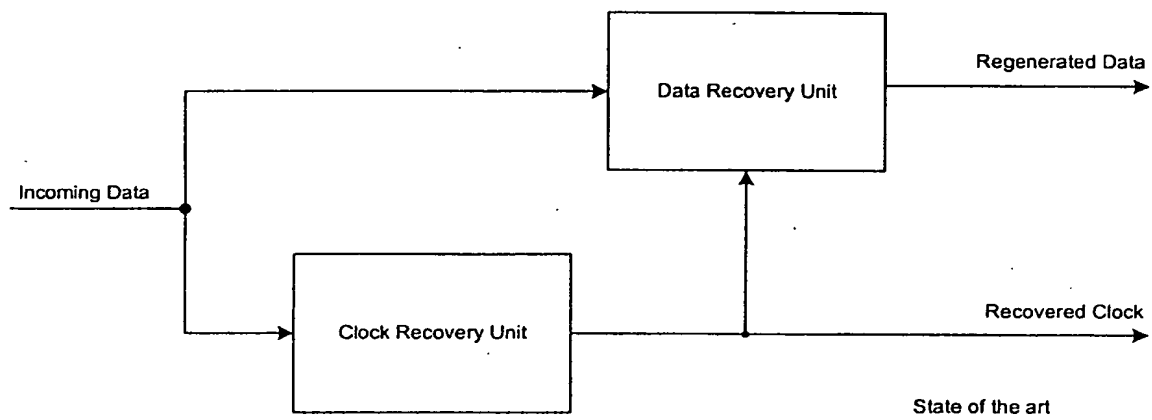 Regenerated Data
Data Recovery Unit
Incoming Data
Recovered Clock
Clock Recovery Unit
State of the art